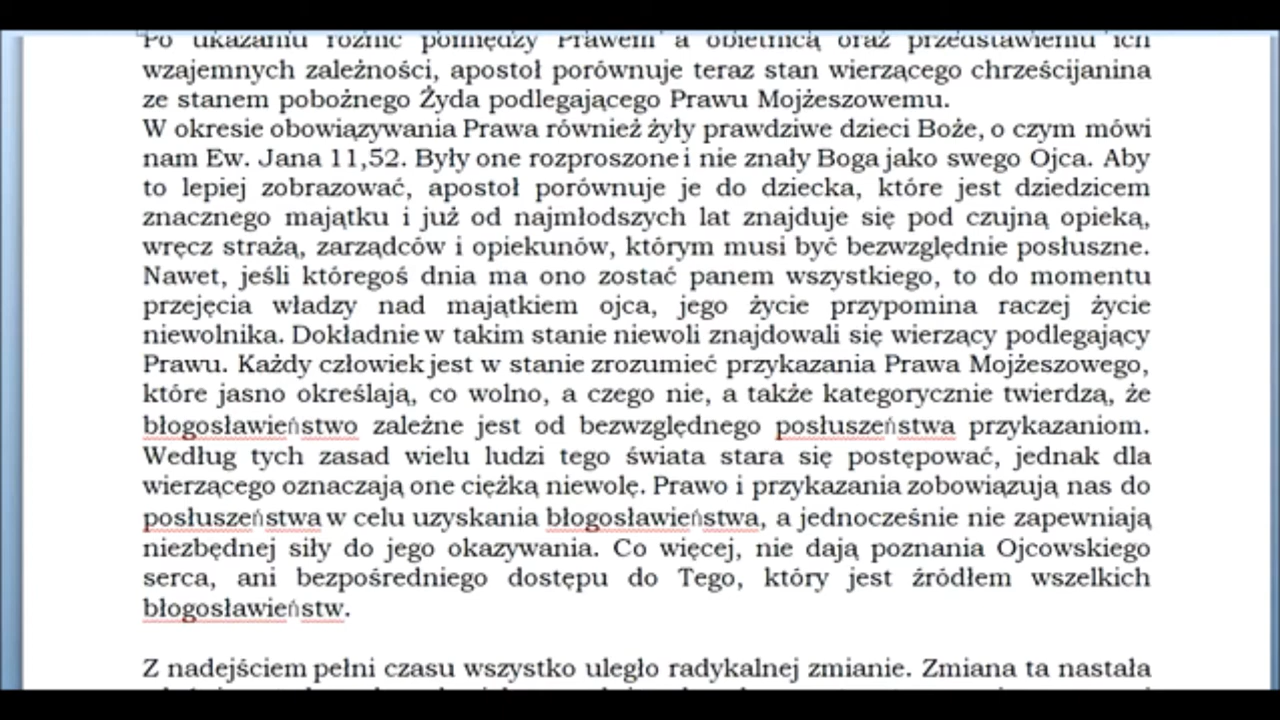 Po ukazaniu różnic pomiędzy Prawem a obietnicą oraz przedstawieniu ich
wzajemnych zależności, apostoł porównuje teraz stan wierzącego chrześcijanina
ze stanem pobożnego Żyda podlegającego Prawu Mojżeszowemu.
W okresie obowiązywania Prawa również żyły prawdziwe dzieci Boże, o czym mówi
nam Ew. Jana 11,52. Były one rozproszone i nie znały Boga jako swego Ojca. Aby
to lepiej zobrazować, apostoł porównuje je do dziecka, które jest dziedzicem
znacznego majątku i już od najmłodszych lat znajduje się pod czujną opieką,
wręcz strażą, zarządców i opiekunów, którym musi być bezwzględnie posłuszne.
Nawet, jeśli któregoś dnia ma ono zostać panem wszystkiego, to do momentu
przejęcia władzy nad majątkiem ojca, jego życie przypomina raczej życie
niewolnika. Dokładnie w takim stanie niewoli znajdowali się wierzący podlegający
Prawu. Każdy człowiek jest w stanie zrozumieć przykazania Prawa Mojżeszowego,
które jasno określają, co wolno, a czego nie, a także kategorycznie twierdzą, że
błogosławieństwo zależne jest od bezwzględnego posłuszeństwa przykazaniom.
Według tych zasad wielu ludzi tego świata stara się postępować, jednak dla
wierzącego oznaczają one ciężką niewolę. Prawo i przykazania zobowiązują nas do
posłuszeństwa w celu uzyskania błogosławieństwa, a jednocześnie nie zapewniają
niezbędnej siły do jego okazywania. Co więcej, nie dają poznania Ojcowskiego
serca, ani bezpośredniego dostępu do Tego, który jest źródłem wszelkich
błogosławieństw.
Z nadejściem pełni czasu wszystko uległo radykalnej zmianie. Zmiana ta nastała